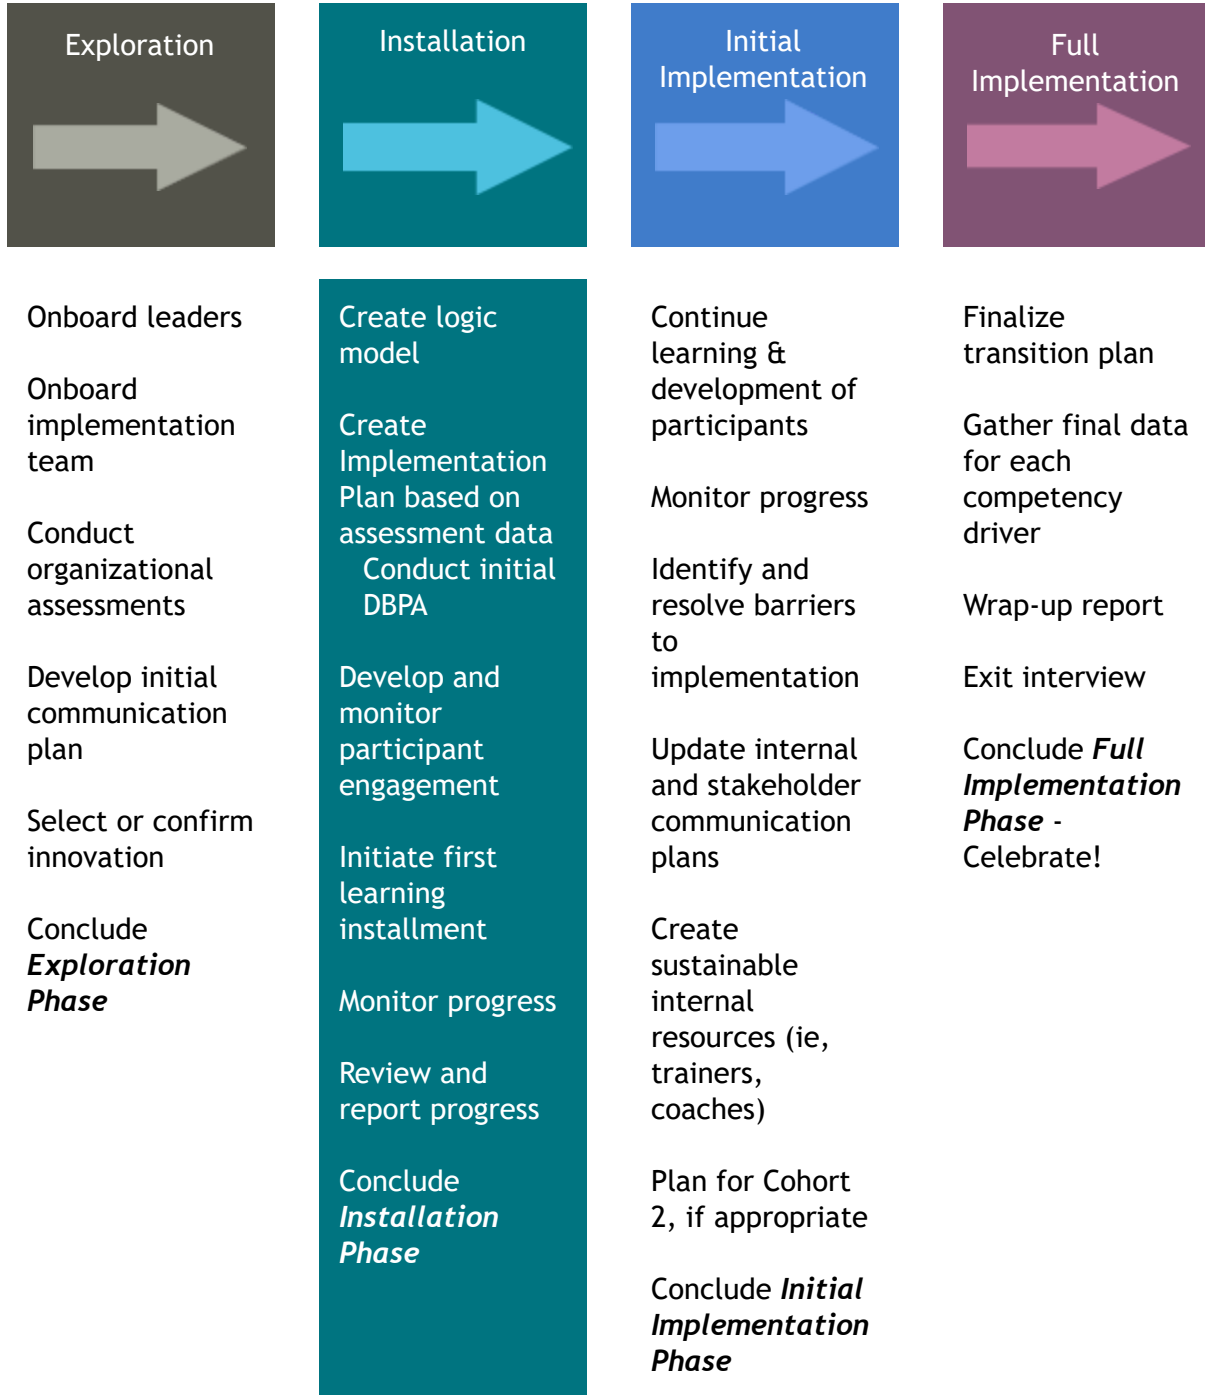 Exploration
Onboard leaders
Onboard
implementation
team
Conduct
organizational
assessments
Develop initial
communication
plan
Select or confirm
innovation
Conclude
Exploration
Phase
Installation
Create logic
model
Create
Implementation
Plan based on
assessment data
Conduct initial
DBPA
Develop and
monitor
participant
engagement
Initiate first
learning
installment
Monitor progress
Review and
report progress
Conclude
Installation
Phase
Initial
Implementation
Continue
learning &
development of
participants
Monitor progress
Identify and
resolve barriers
to
implementation
Update internal
and stakeholder
communication
plans
Create
sustainable
internal
resources (ie,
trainers,
coaches)
Plan for Cohort
2, if appropriate
Conclude Initial
Implementation
Phase
Full
Implementation
Finalize
transition plan
Gather final data
for each
competency
driver
Wrap-up report
Exit interview
Conclude Full
Implementation
Phase -
Celebrate!